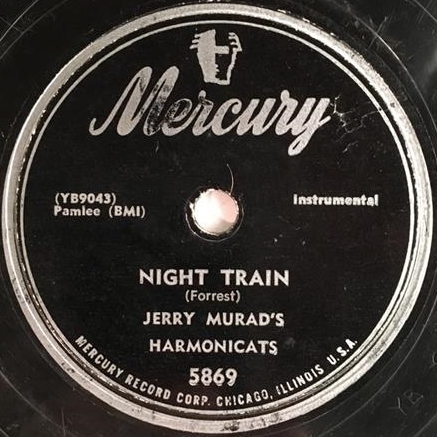 Mercury
(YB9043)
Pamlee (BMI)
Instrumental
NIGHT TRAIN
(Forrest)
JERRY MURAD'S
HARMONICATS
5869
MERCURY RECORD CORP. CHICAGO, ILLINOIS U.S.A.